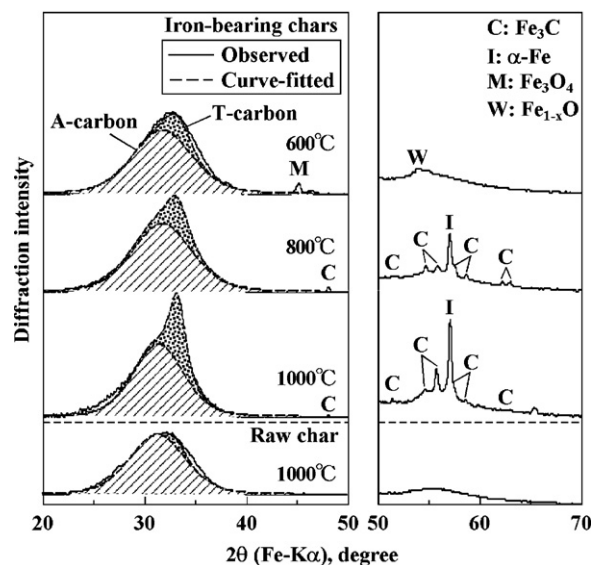 Iron-bearing chars
Observed
Curve-fitted
A-carbon
T-carbon
600℃
M
800℃
C
1000℃
C
Raw char
1000℃
C: Fe₃C
I: α-Fe
M: Fe₃O₄
W: Fe₁₋ₓO
W
I
C C C C
C
I
C C
C C
20 30 40 50
50 60 70
2θ (Fe-Kα), degree
Diffraction intensity